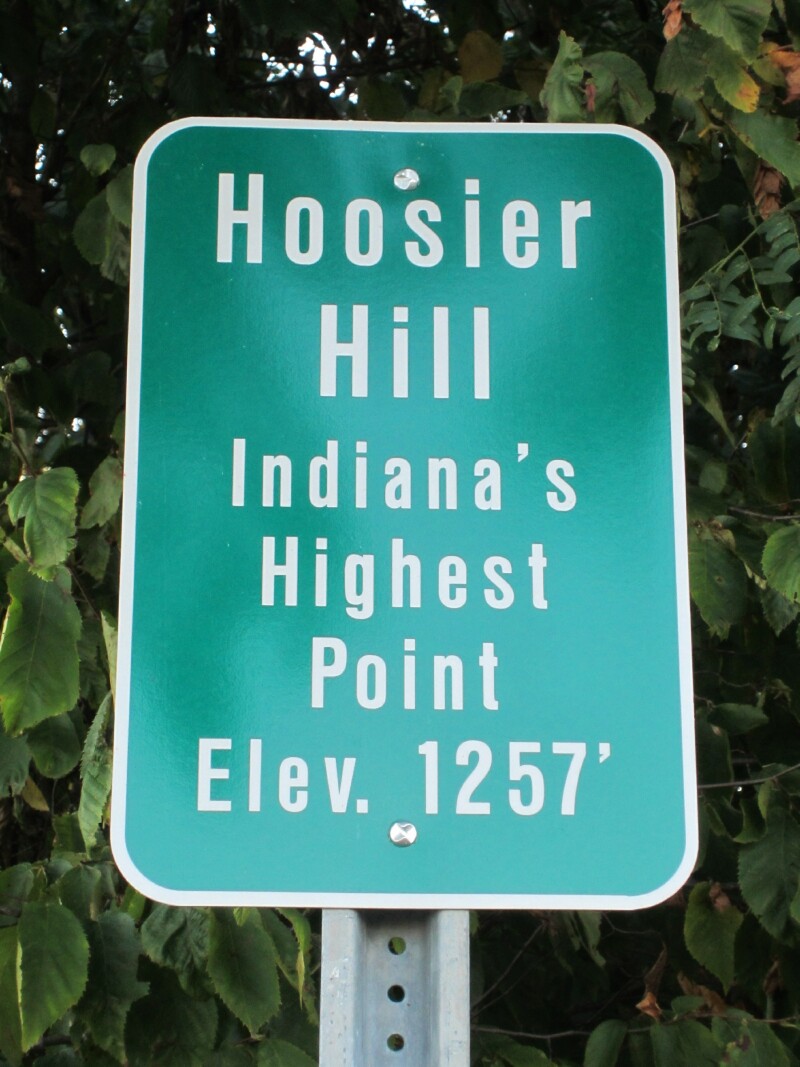 Hoosier
Hill
Indiana's
Highest
Point
Elev. 1257'